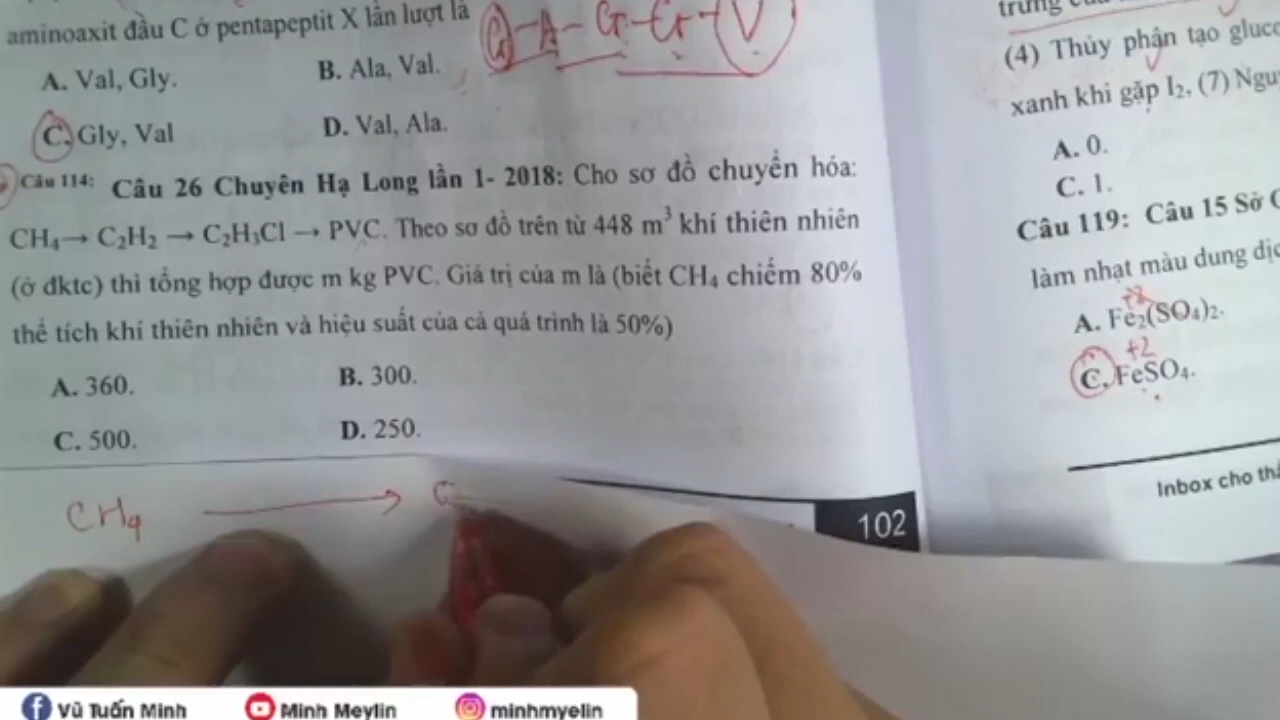 aminoaxit đầu C ở pentapeptit X lần lượt là
G-A-G-G-V
A. Val, Gly.
B. Ala, Val.
C. Gly, Val
D. Val, Ala.
Câu 114: Câu 26 Chuyên Hạ Long lần 1- 2018: Cho sơ đồ chuyển hóa:
CH₄→ C₂H₂ → C₂H₃Cl → PVC. Theo sơ đồ trên từ 448 m³ khí thiên nhiên
(ở đktc) thì tổng hợp được m kg PVC. Giá trị của m là (biết CH₄ chiếm 80%
thể tích khí thiên nhiên và hiệu suất của cả quá trình là 50%)
A. 360.
B. 300.
C. 500.
D. 250.
CH₄ → C
102
(4) Thủy phân tạo
xanh khi gặp I₂, (7)
A. 0.
C. 1.
Câu 119: Câu 15 Sở
làm nhạt màu dung
+3
A. Fe₂(SO₄)₂.
+2
C. FeSO₄.
Inbox cho
Vũ Tuấn Minh
Minh Meylin
minhmyelin